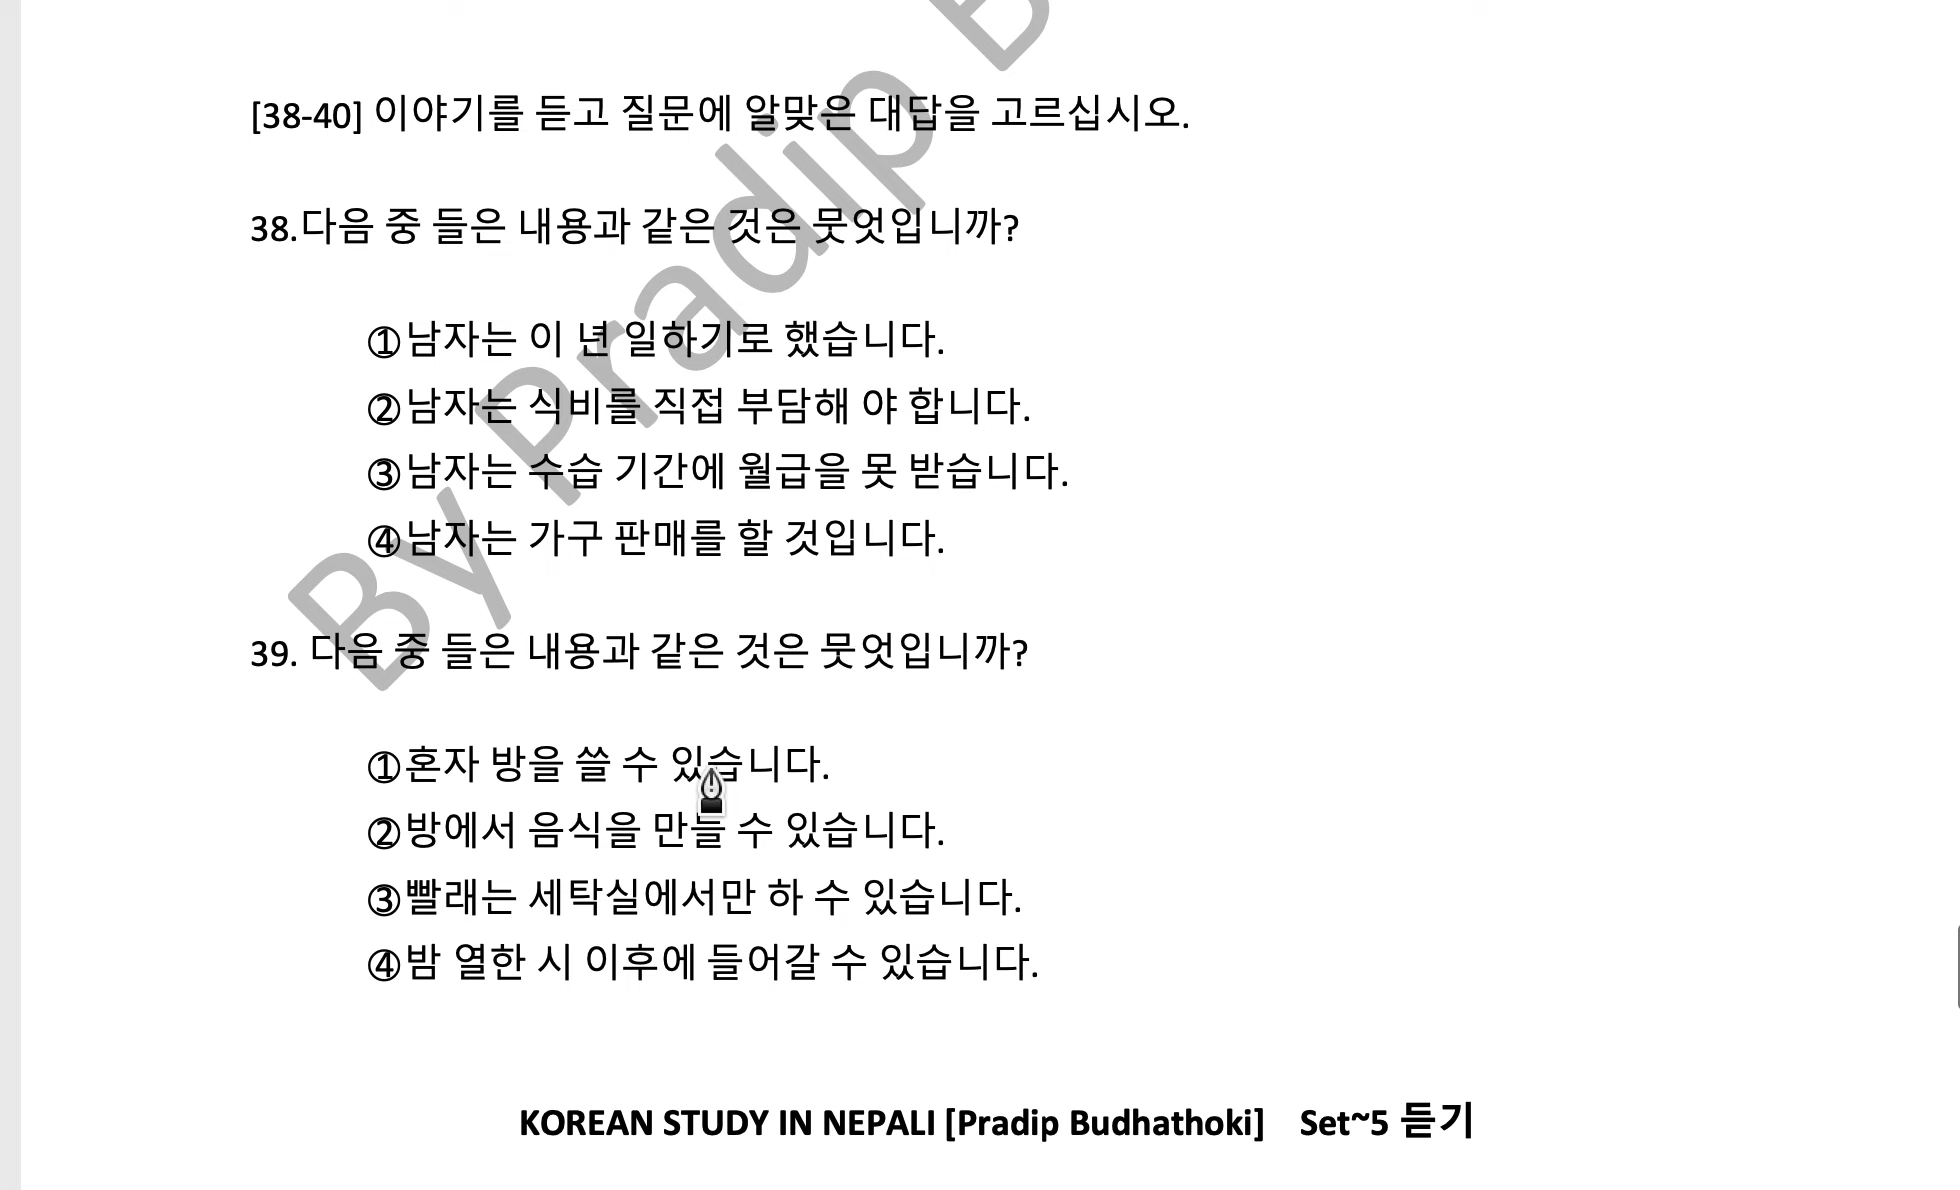 [38-40] 이야기를 듣고 질문에 알맞은 대답을 고르십시오.
38.다음 중 들은 내용과 같은 것은 뭇엇입니까?
①남자는 이 년 일하기로 했습니다.
②남자는 식비를 직접 부담해 야 합니다.
③남자는 수습 기간에 월급을 못 받습니다.
④남자는 가구 판매를 할 것입니다.
39. 다음 중 들은 내용과 같은 것은 뭇엇입니까?
①혼자 방을 쓸 수 있습니다.
②방에서 음식을 만들 수 있습니다.
③빨래는 세탁실에서만 하 수 있습니다.
④밤 열한 시 이후에 들어갈 수 있습니다.
By Pradip B
KOREAN STUDY IN NEPALI [Pradip Budhathoki] Set~5 듣기